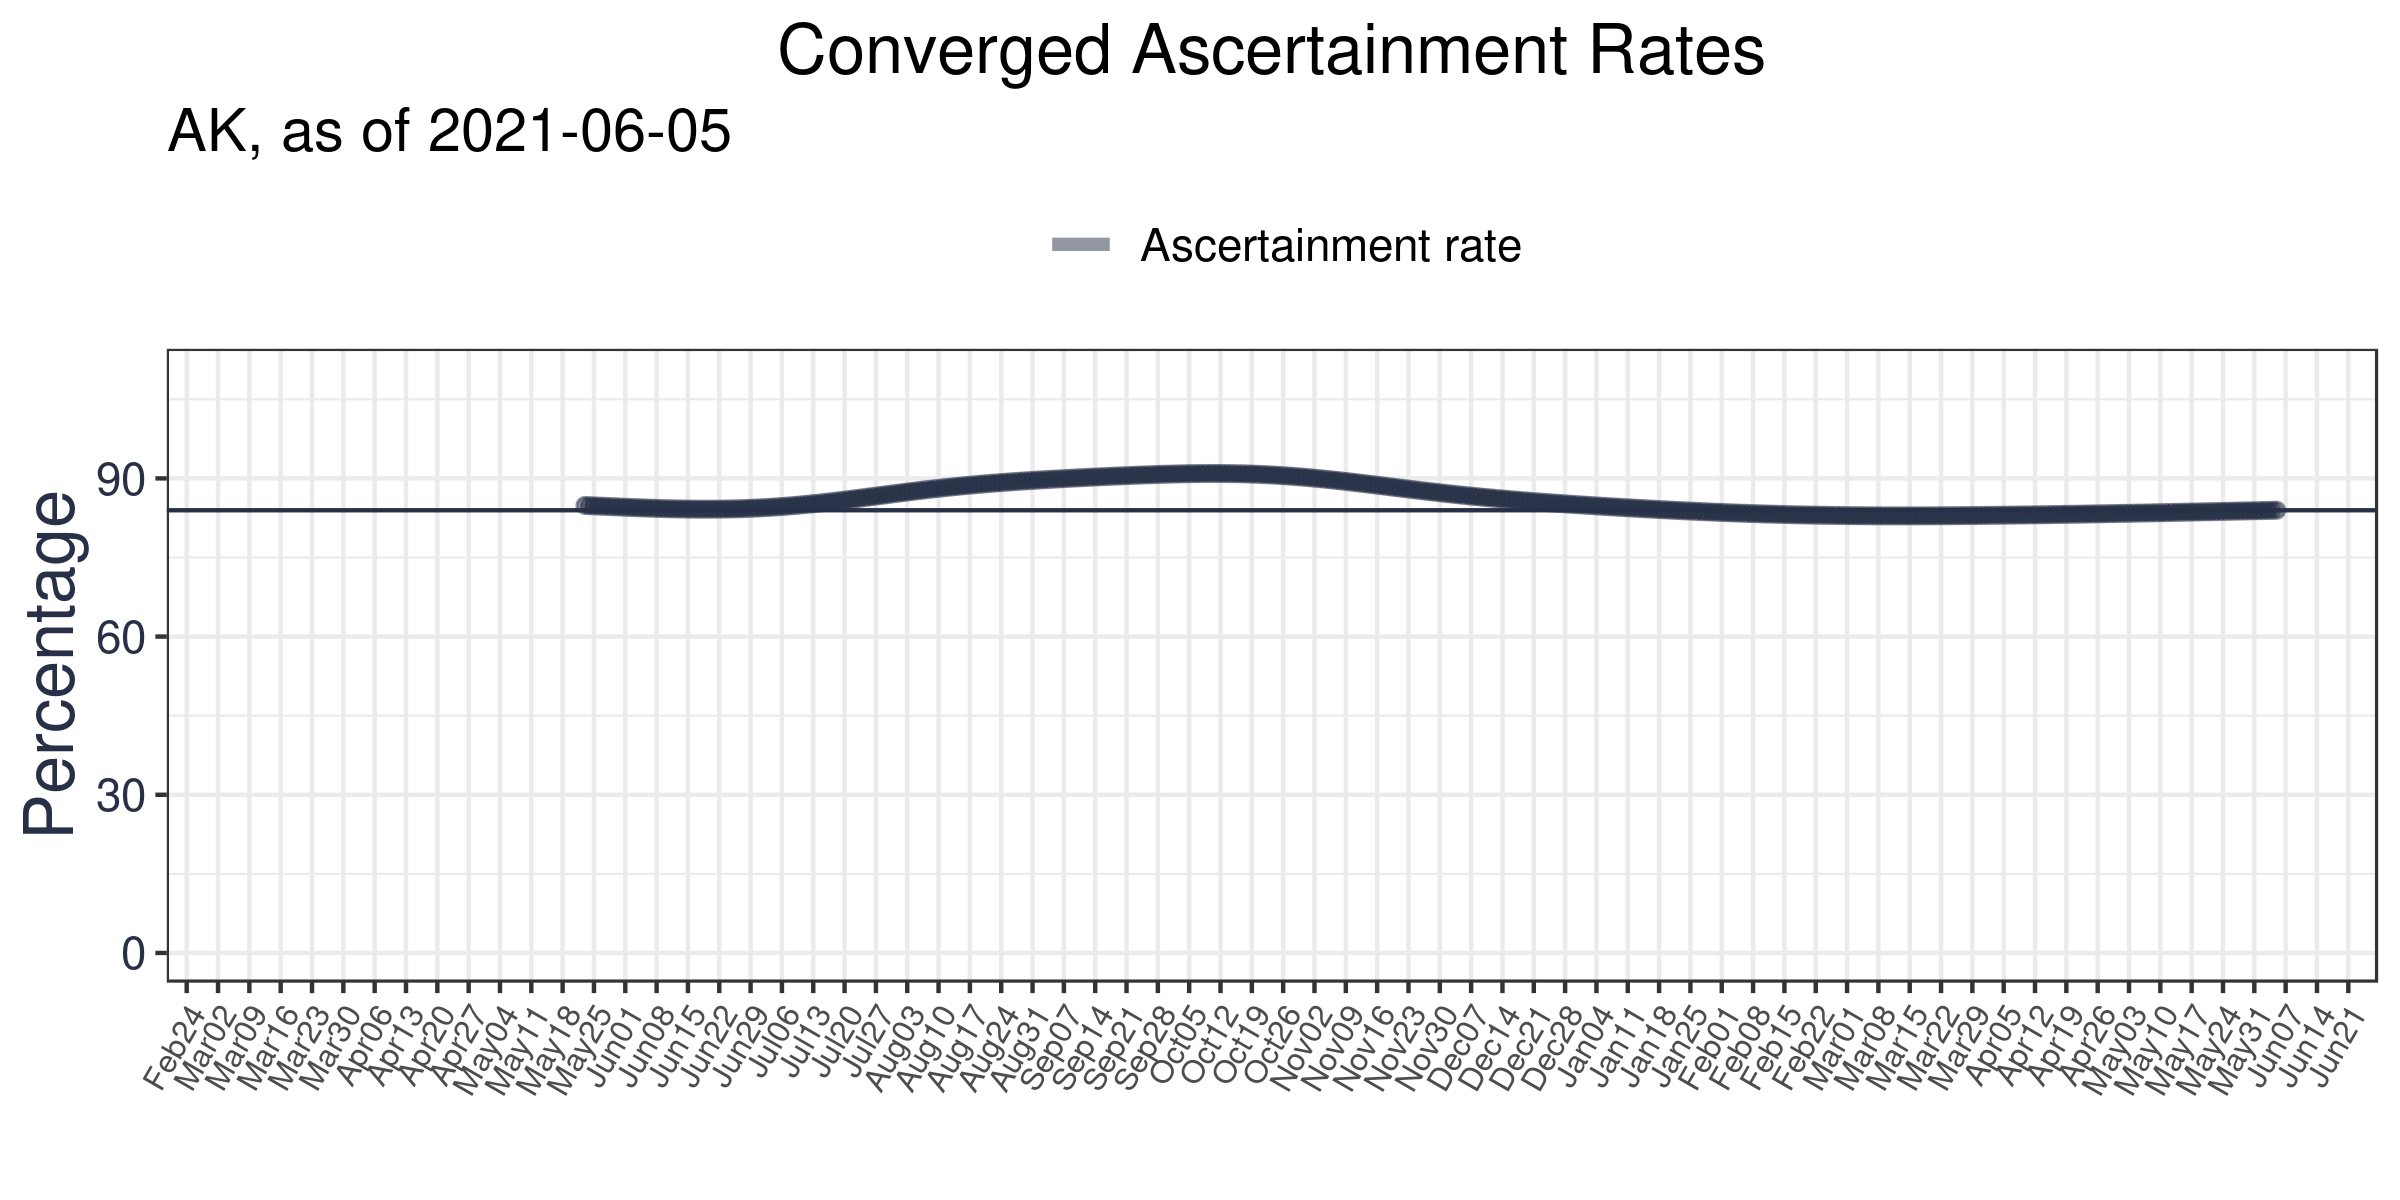 Converged Ascertainment Rates
AK, as of 2021-06-05
Ascertainment rate
Percentage
90
60
30
0
Feb24
Mar02
Mar09
Mar16
Mar23
Mar30
Apr06
Apr13
Apr20
Apr27
May04
May11
May18
May25
Jun01
Jun08
Jun15
Jun22
Jun29
Jul06
Jul13
Jul20
Jul27
Aug03
Aug10
Aug17
Aug24
Aug31
Sep07
Sep14
Sep21
Sep28
Oct05
Oct12
Oct19
Oct26
Nov02
Nov09
Nov16
Nov23
Nov30
Dec07
Dec14
Dec21
Dec28
Jan04
Jan11
Jan18
Jan25
Feb01
Feb08
Feb15
Feb22
Mar01
Mar08
Mar15
Mar22
Mar29
Apr05
Apr12
Apr19
Apr26
May03
May10
May17
May24
May31
Jun07
Jun14
Jun21